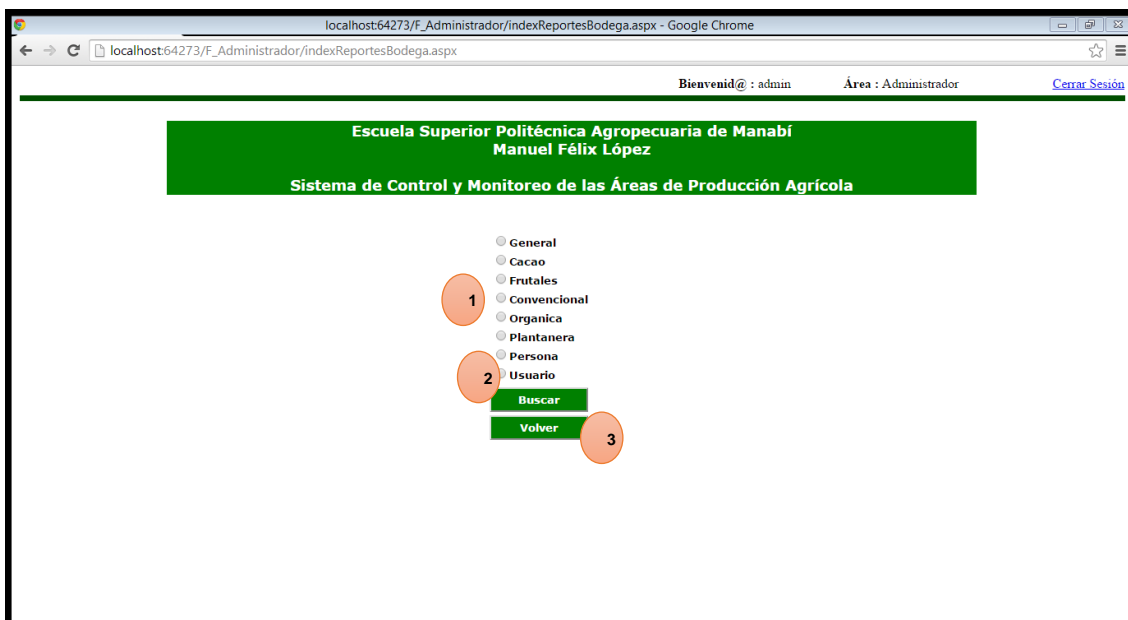 localhost:64273/F_Administrador/indexReportesBodega.aspx - Google Chrome
localhost:64273/F_Administrador/indexReportesBodega.aspx
Bienvenid@ : admin Área : Administrador Cerrar Sesión
Escuela Superior Politécnica Agropecuaria de Manabí
Manuel Félix López
Sistema de Control y Monitoreo de las Áreas de Producción Agrícola
General
Cacao
Frutales
1 Convencional
Organica
Plantanera
Persona
2 Usuario
Buscar
Volver
3